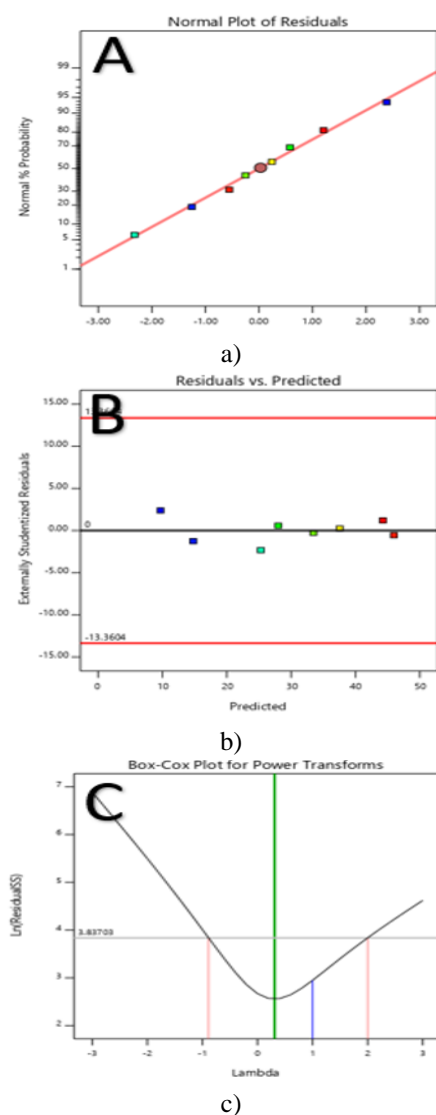 Normal Plot of Residuals
A
Normal % Probability
99
95
90
80
70
50
30
20
10
5
1
-3.00 -2.00 -1.00 0.00 1.00 2.00 3.00
a)
Residuals vs. Predicted
B
Externally Studentized Residuals
15.00
10.00
5.00
0.00
-5.00
-10.00
-15.00
0
-13.3604
0 10 20 30 40 50
Predicted
b)
Box-Cox Plot for Power Transforms
C
Ln(ResidualSS)
7
6
5
4
3
2
3.83703
-3 -2 -1 0 1 2 3
Lambda
c)